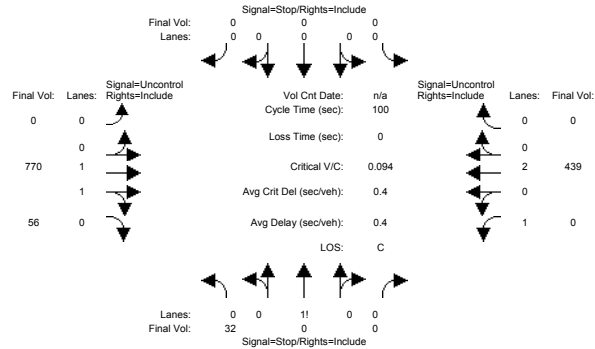 Signal=Stop/Rights=Include
Final Vol: 0 0 0
Lanes: 0 0 0 0 0
Signal=Uncontrol
Final Vol: Lanes: Rights=Include
Vol Cnt Date: n/a
Signal=Uncontrol
Rights=Include Lanes: Final Vol:
0 0 Cycle Time (sec): 100 0 0
0 Loss Time (sec): 0 0
770 1 Critical V/C: 0.094 2 439
1 Avg Crit Del (sec/veh): 0.4 0
56 0 Avg Delay (sec/veh): 0.4 1 0
LOS: C
Lanes: 0 0 1! 0 0
Final Vol: 32 0 0
Signal=Stop/Rights=Include